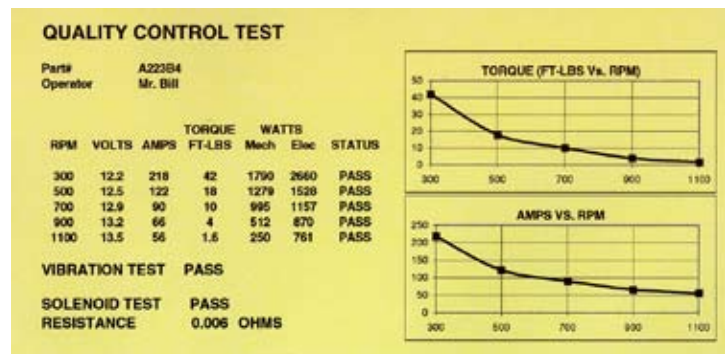 QUALITY CONTROL TEST
Part# A223B4
Operator Mr. Bill
TORQUE WATTS
RPM VOLTS AMPS FT-LBS Mech Elec STATUS
300 12.2 218 42 1790 2660 PASS
500 12.5 122 18 1279 1528 PASS
700 12.9 90 10 995 1157 PASS
900 13.2 66 4 512 870 PASS
1100 13.5 56 1.6 250 761 PASS
VIBRATION TEST PASS
SOLENOID TEST PASS
RESISTANCE 0.006 OHMS
TORQUE (FT-LBS Vs. RPM)
50
40
30
20
10
0
300 500 700 900 1100
AMPS VS. RPM
250
200
150
100
50
0
300 500 700 900 1100